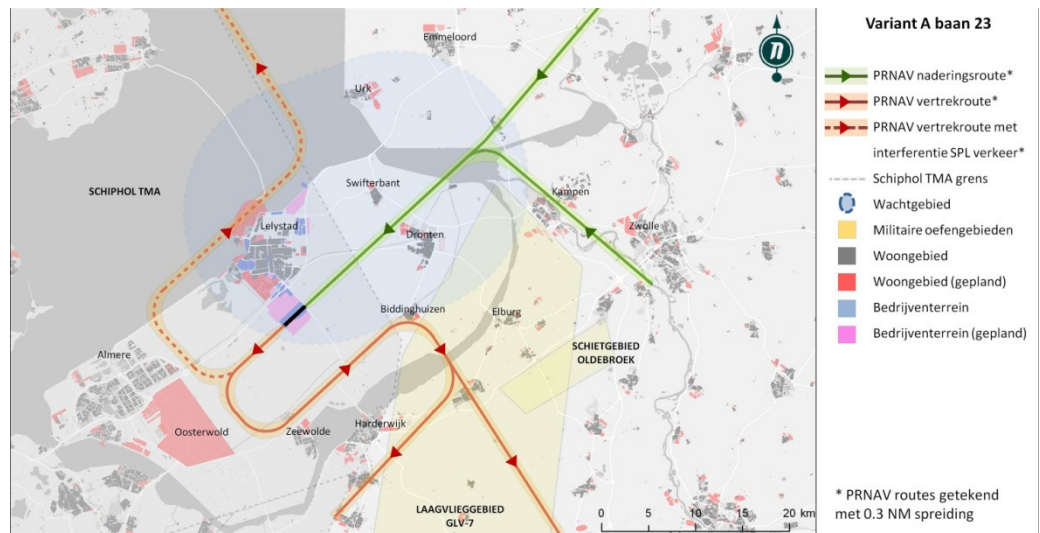 Variant A baan 23
PRNAV naderingsroute*
PRNAV vertrekroute*
PRNAV vertrekroute met
interferentie SPL verkeer*
Schiphol TMA grens
Wachtgebied
Militaire oefengebieden
Woongebied
Woongebied (gepland)
Bedrijventerrein
Bedrijventerrein (gepland)
* PRNAV routes getekend
met 0.3 NM spreiding
Emmeloord
Urk
SCHIPHOL TMA
Swifterbant
Kampen
Lelystad
Dronten
Zwolle
Biddinghuizen
Elburg
SCHIETGEBIED
OLDEBROEK
Almere
Oosterwold
Zeewolde
Harderwijk
LAAGVLIEGGEBIED
GLV-7
0 5 10 15 20 km